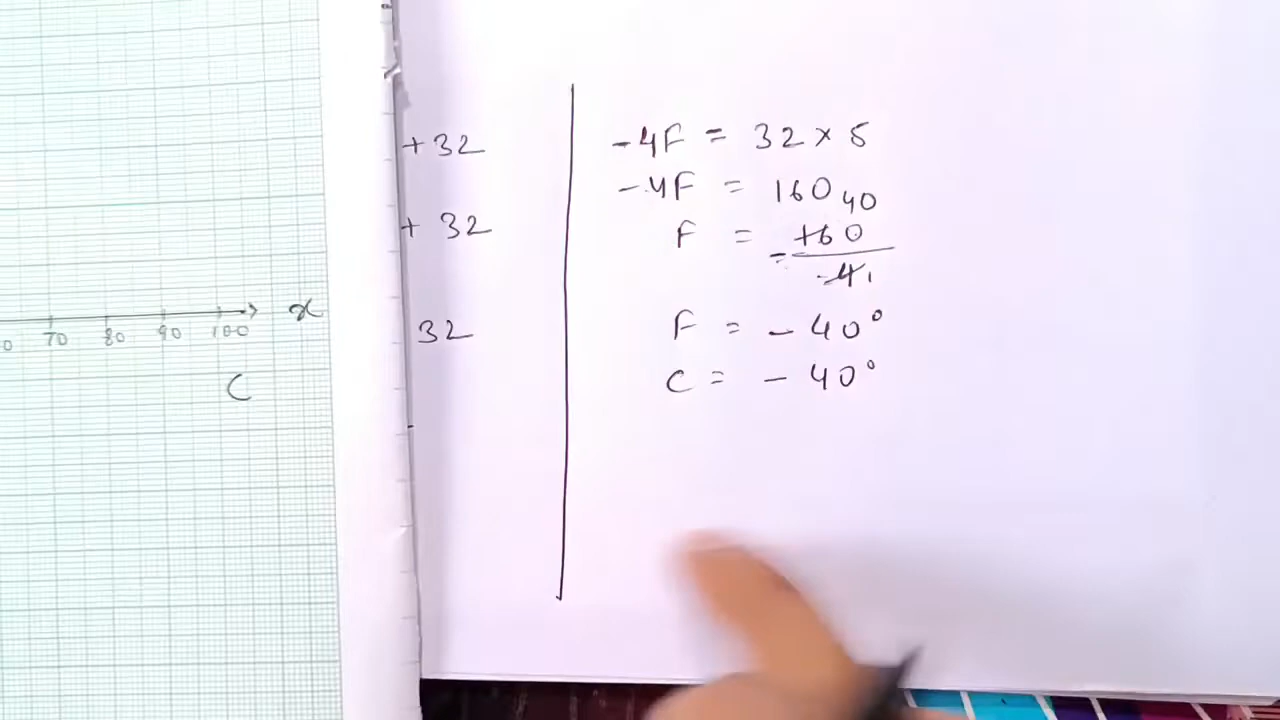 + 32
+ 32
32
70 80 90 100 x
C
-4F = 32 × 5
-4F = 160
40
F = - 160
-4 1
F = - 40°
C = - 40°